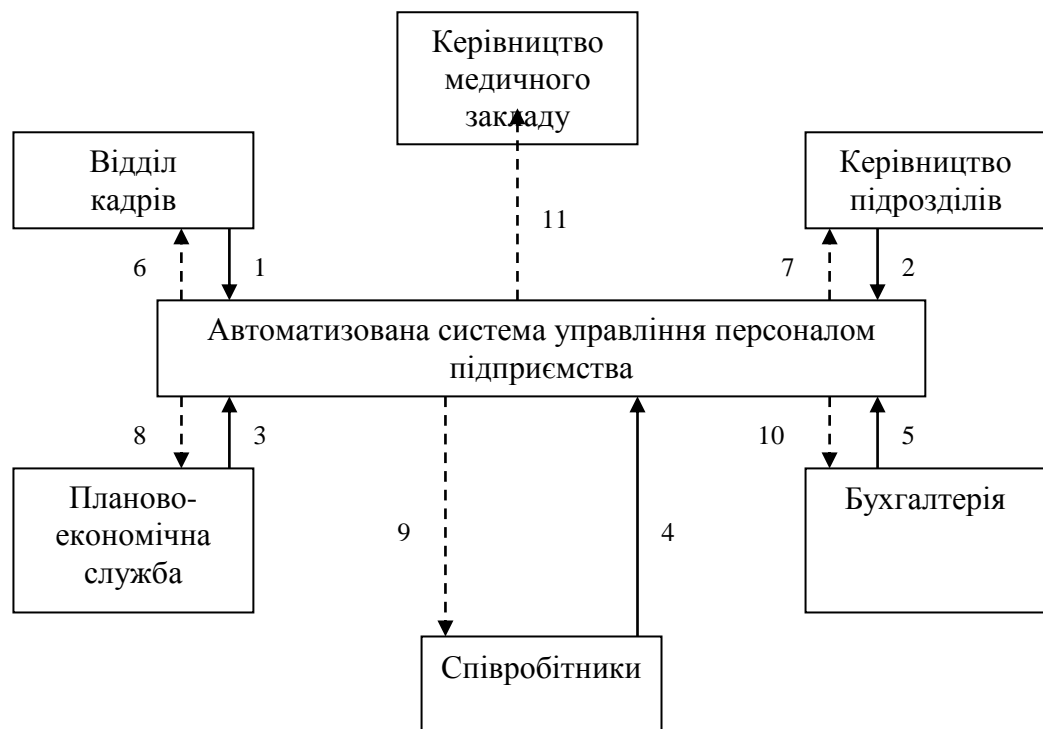 Керівництво
медичного
закладу
Відділ
кадрів
Керівництво
підрозділів
11
6
1
7
2
Автоматизована система управління персоналом
підприємства
8
3
10
5
Планово-
економічна
служба
9
4
Бухгалтерія
Співробітники